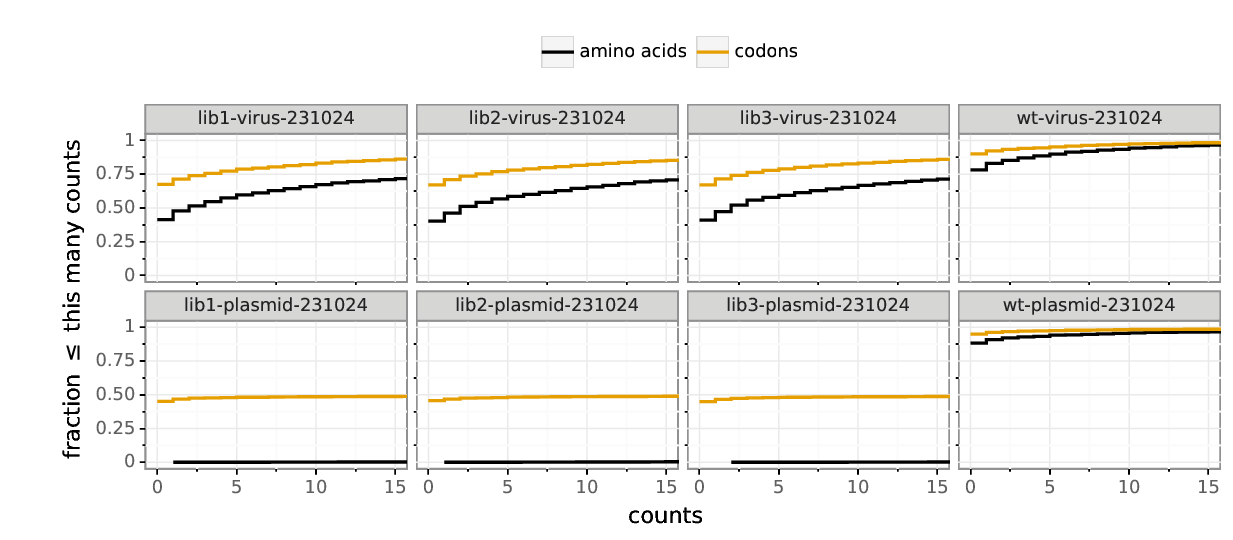 amino acids codons
lib1-virus-231024 lib2-virus-231024 lib3-virus-231024 wt-virus-231024
1
0.75
0.50
0.25
0
lib1-plasmid-231024 lib2-plasmid-231024 lib3-plasmid-231024 wt-plasmid-231024
1
0.75
0.50
0.25
0
0 5 10 15 0 5 10 15 0 5 10 15 0 5 10 15
counts
fraction ≤ this many counts